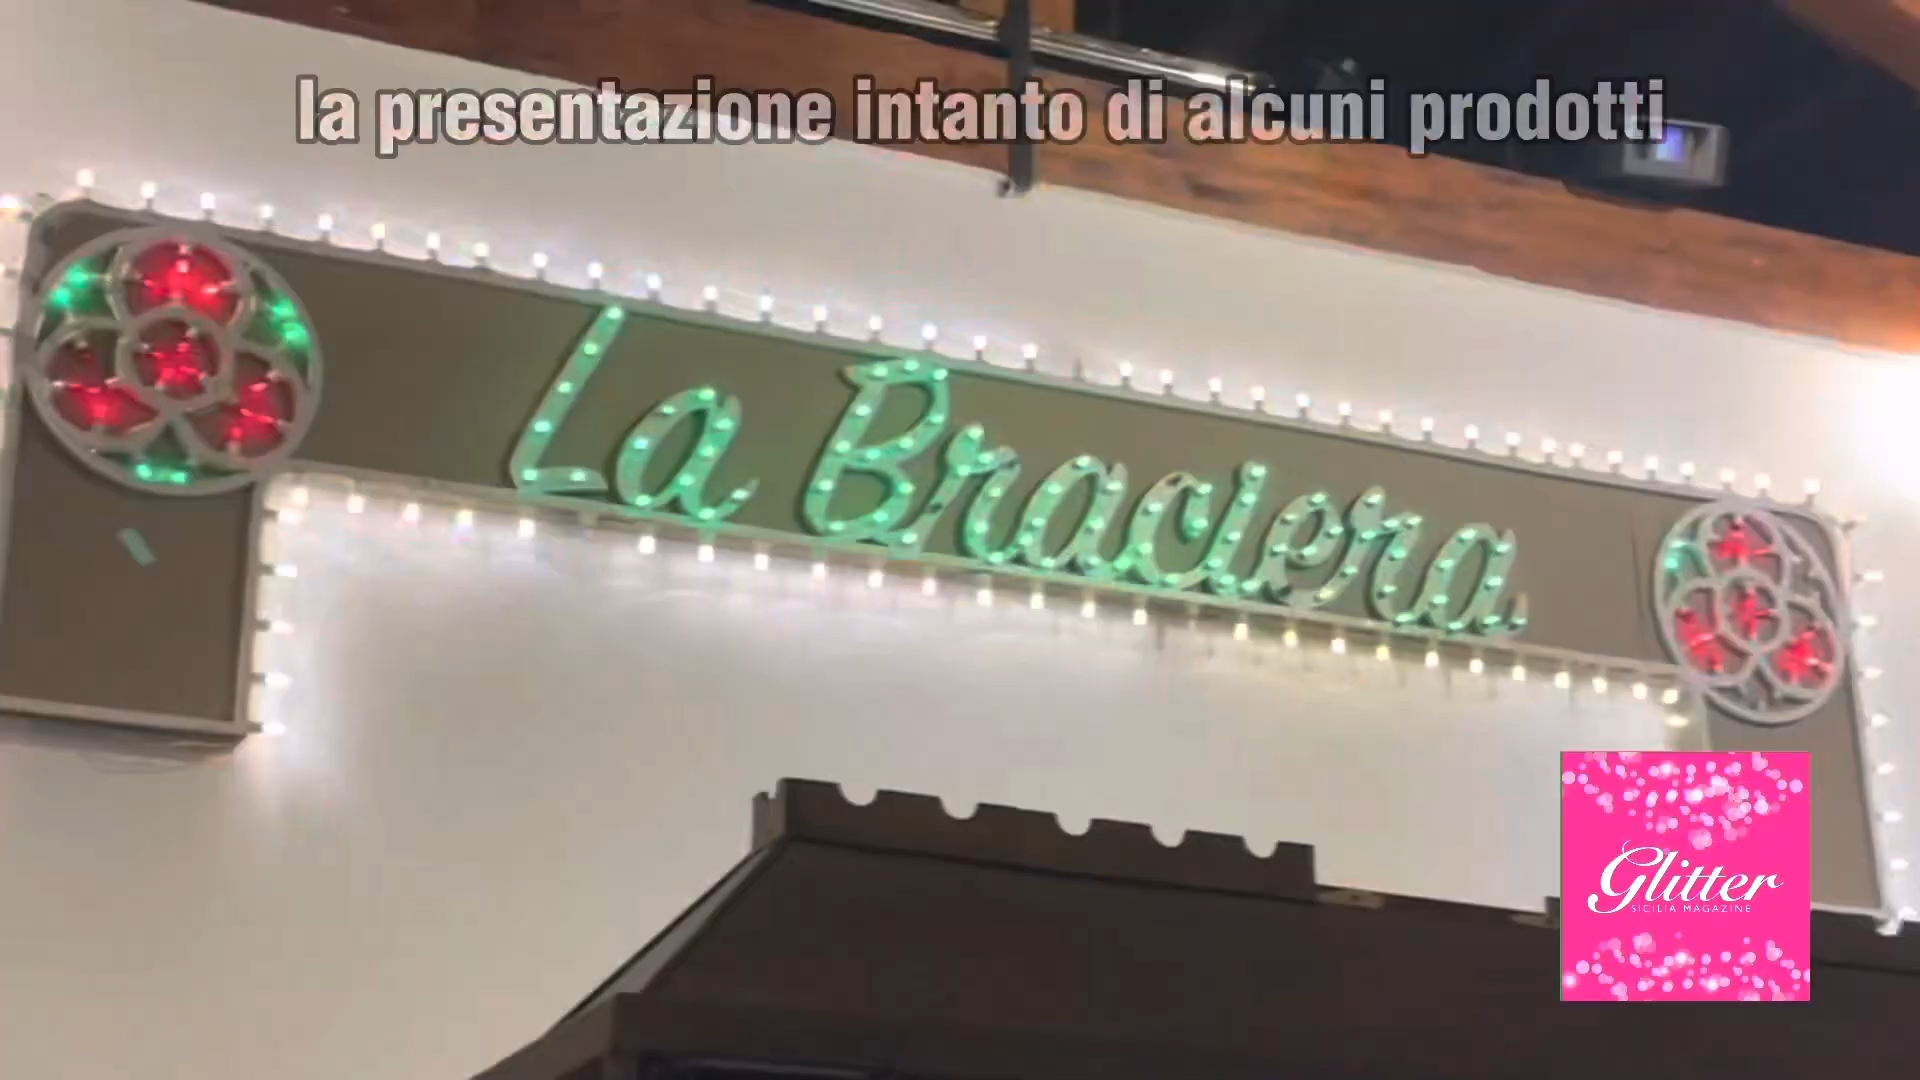 la presentazione intanto di alcuni prodotti
La Braciera
Glitter
SICILIA MAGAZINE